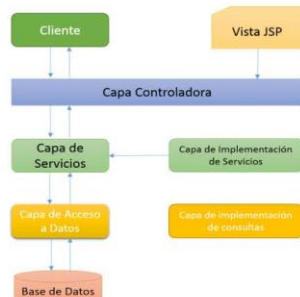 Cliente
Vista JSP
Capa Controladora
Capa de
Servicios
Capa de Implementación
de Servicios
Capa de Acceso
a Datos
Capa de implementación
de consultas
Base de Datos